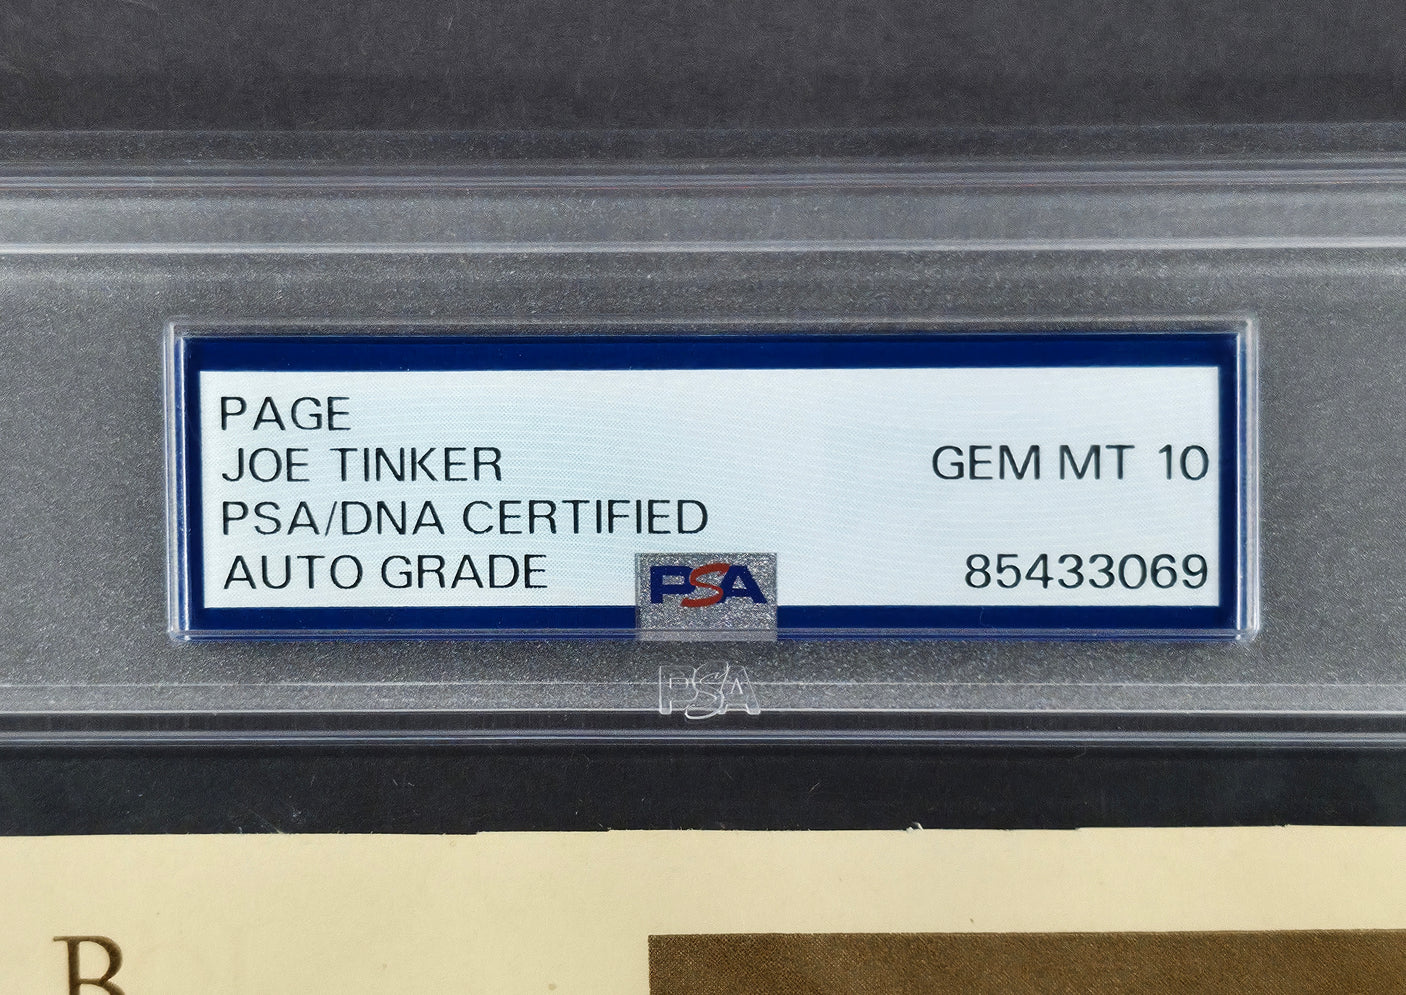 PAGE
JOE TINKER GEM MT 10
PSA/DNA CERTIFIED
AUTO GRADE 85433069
PSA
PSA
B